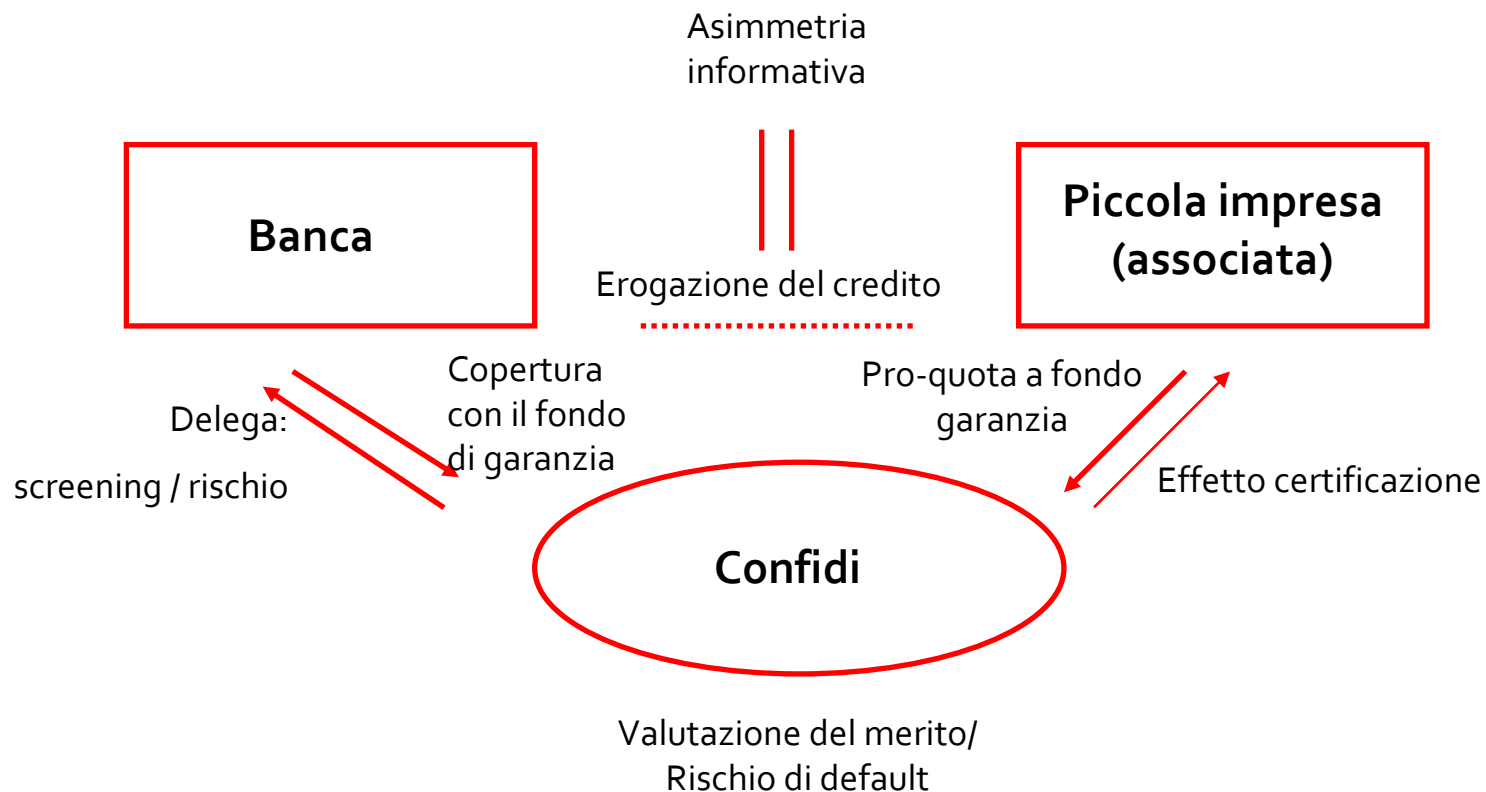 Asimmetria
informativa
Banca
Piccola impresa
(associata)
Erogazione del credito
Copertura
con il fondo
di garanzia
Delega:
screening / rischio
Pro-quota a fondo
garanzia
Effetto certificazione
Confidi
Valutazione del merito/
Rischio di default